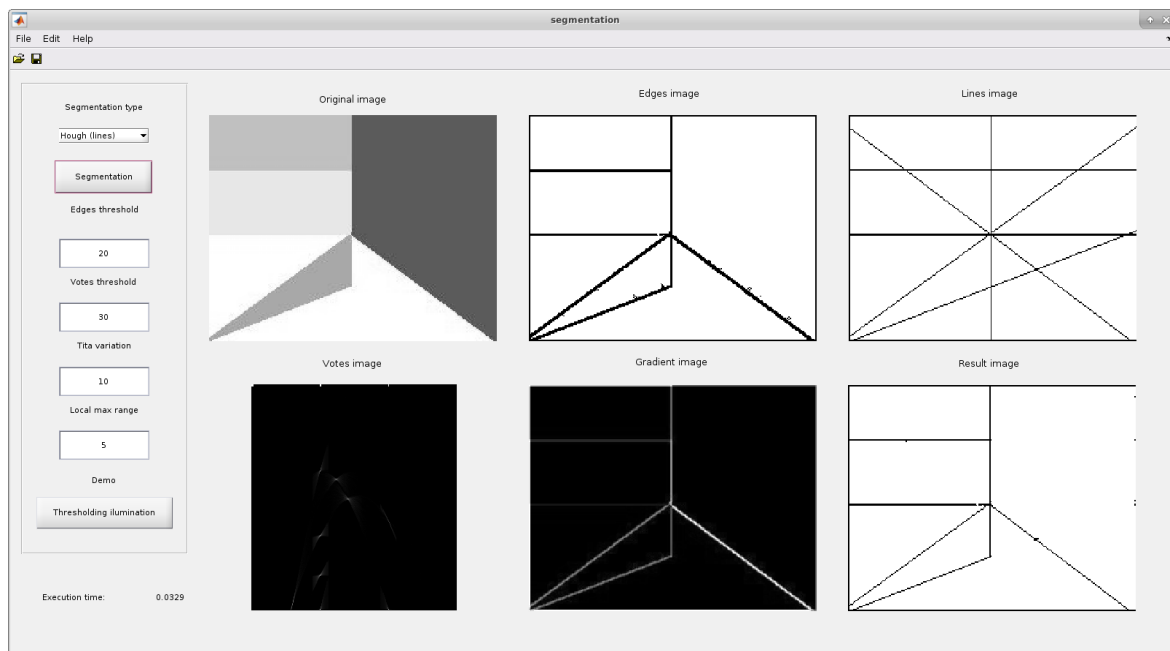 segmentation
File Edit Help
Segmentation type
Hough (lines)
Segmentation
Edges threshold
20
Votes threshold
30
Tita variation
10
Local max range
5
Demo
Thresholding ilumination
Execution time: 0.0329
Original image
Edges image
Lines image
Votes image
Gradient image
Result image